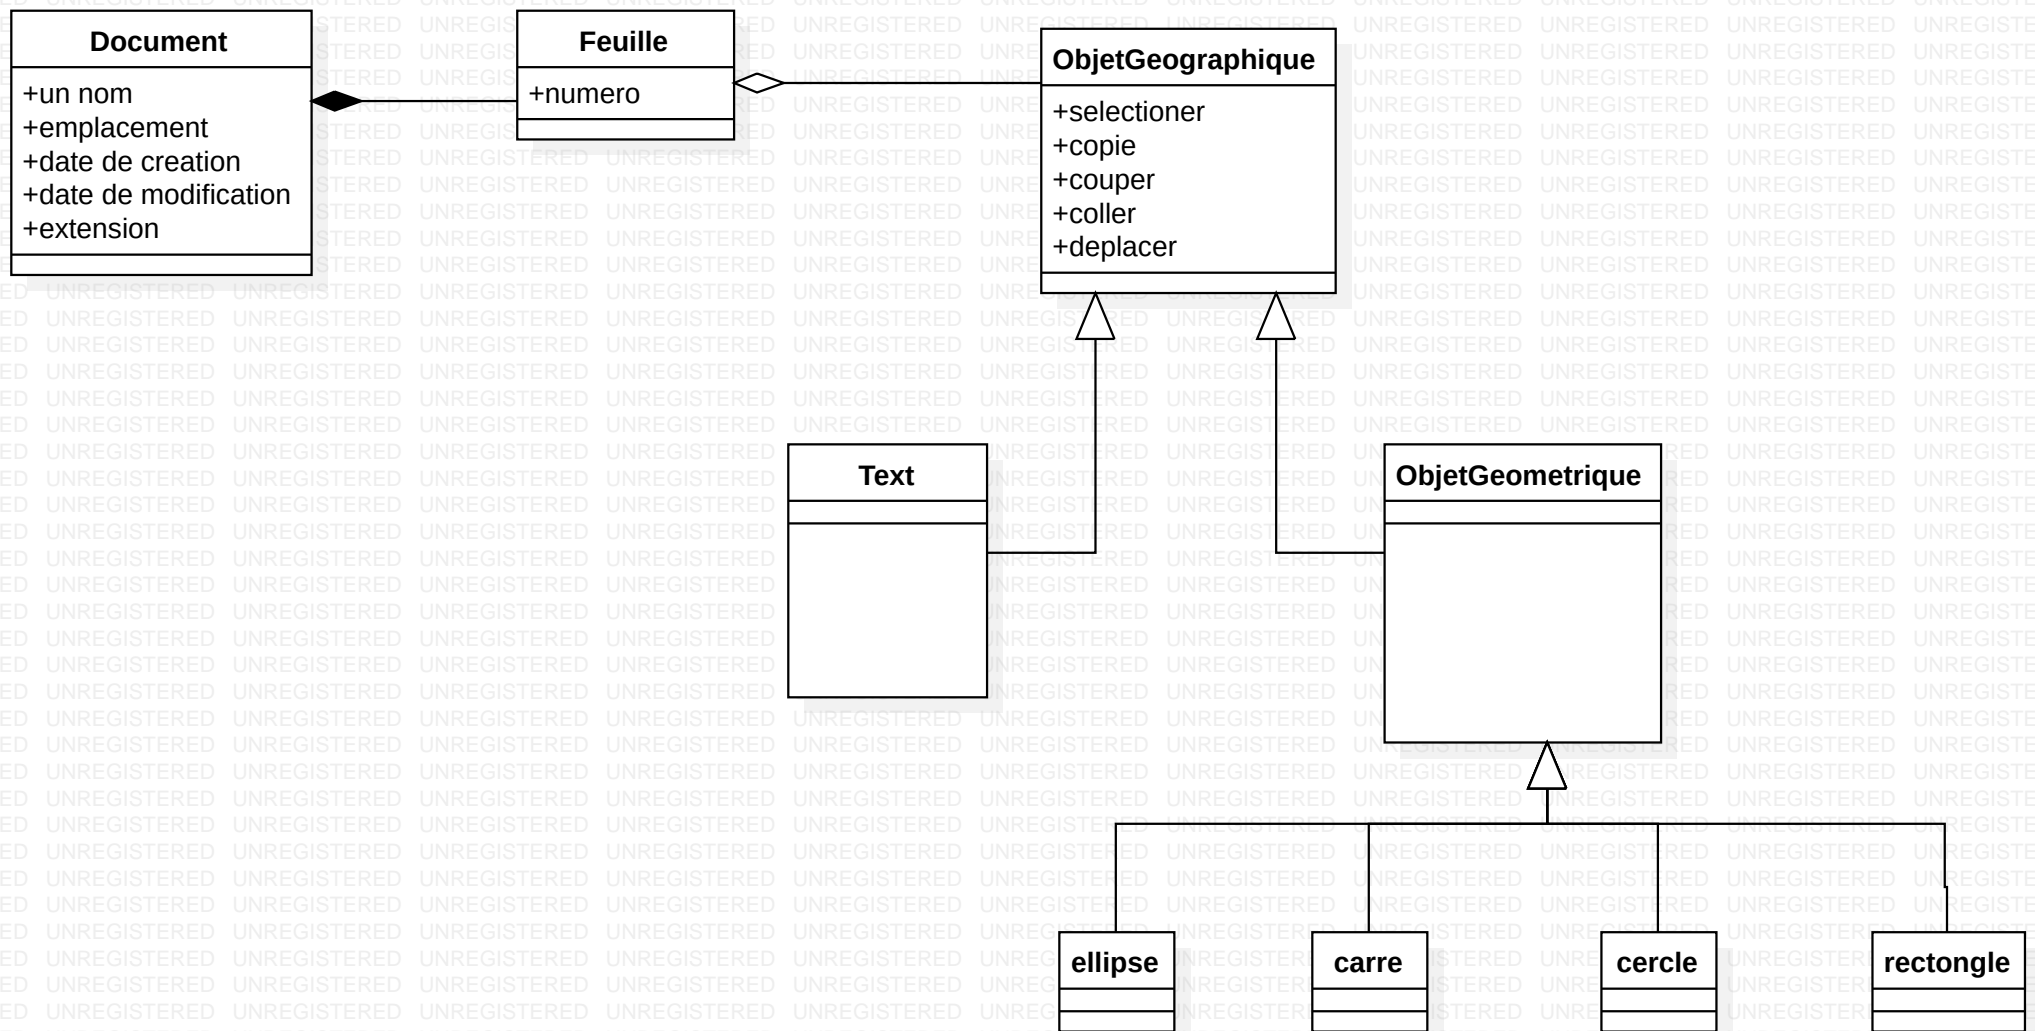 Document
+un nom
+emplacement
+date de creation
+date de modification
+extension
Feuille
+numero
ObjetGeographique
+selectioner
+copie
+couper
+coller
+deplacer
Text
ObjetGeometrique
ellipse
carre
cercle
rectongle
UNREGISTERED